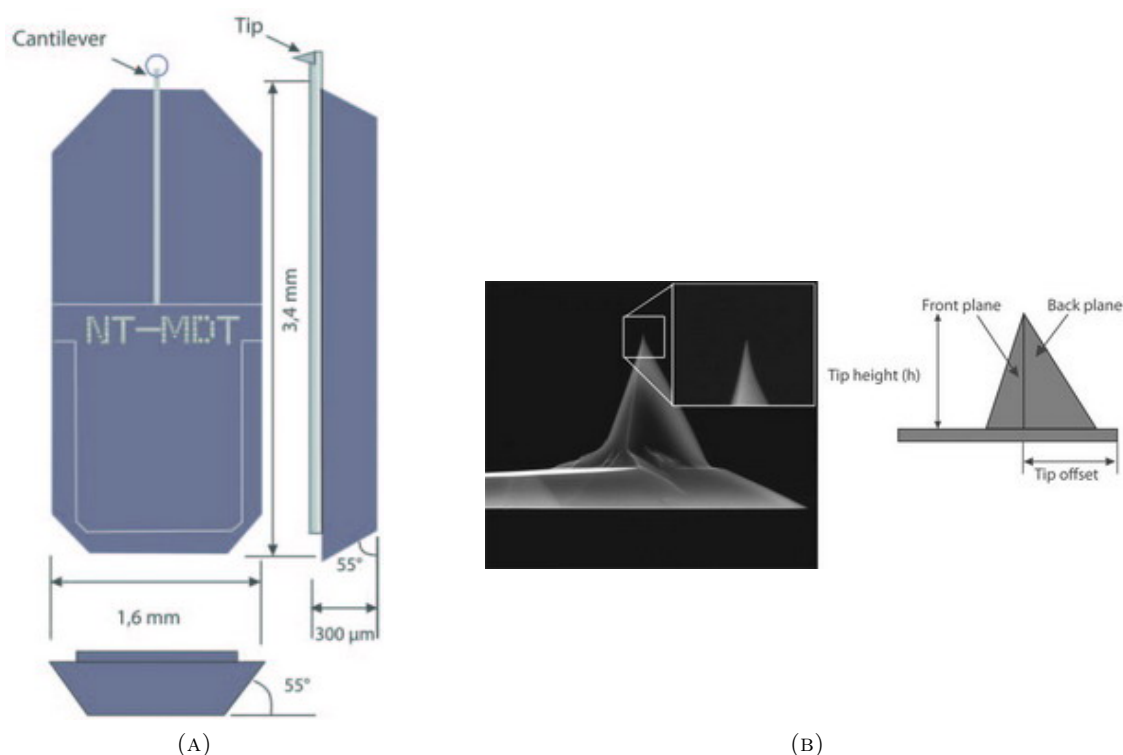 Cantilever
Tip
NT-MDT
3,4 mm
55°
1,6 mm
300 µm
55°
(A)
Front plane
Back plane
Tip height (h)
Tip offset
(B)